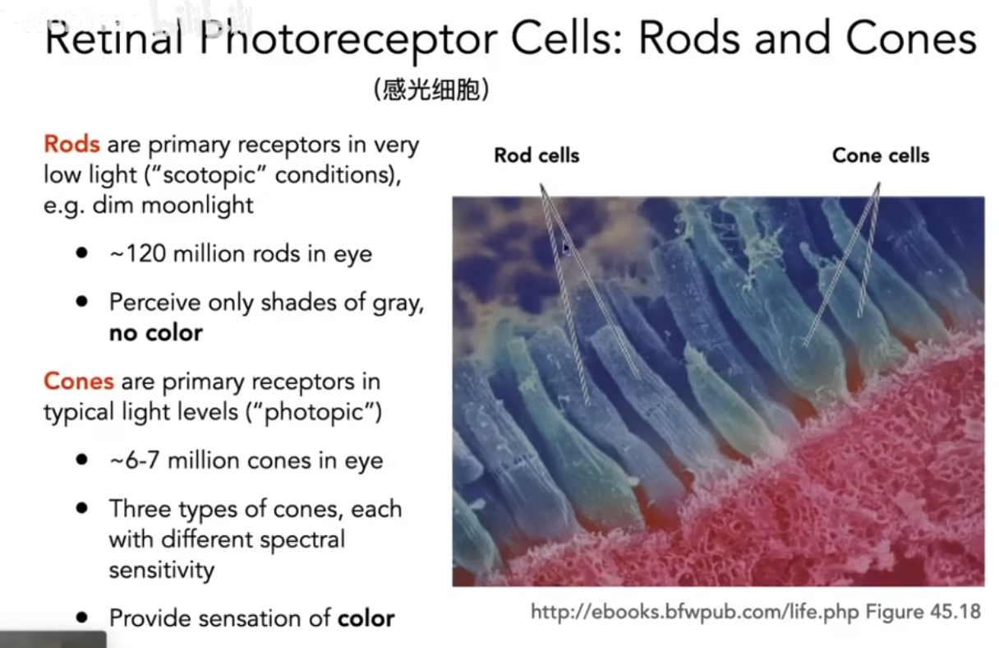 Retinal Photoreceptor Cells: Rods and Cones
(感光细胞)
Rods are primary receptors in very
low light (“scotopic” conditions),
e.g. dim moonlight
● ~120 million rods in eye
● Perceive only shades of gray,
no color
Cones are primary receptors in
typical light levels (“photopic”)
● ~6-7 million cones in eye
● Three types of cones, each
with different spectral
sensitivity
● Provide sensation of color
Rod cells
Cone cells
http://ebooks.bfwpub.com/life.php Figure 45.18